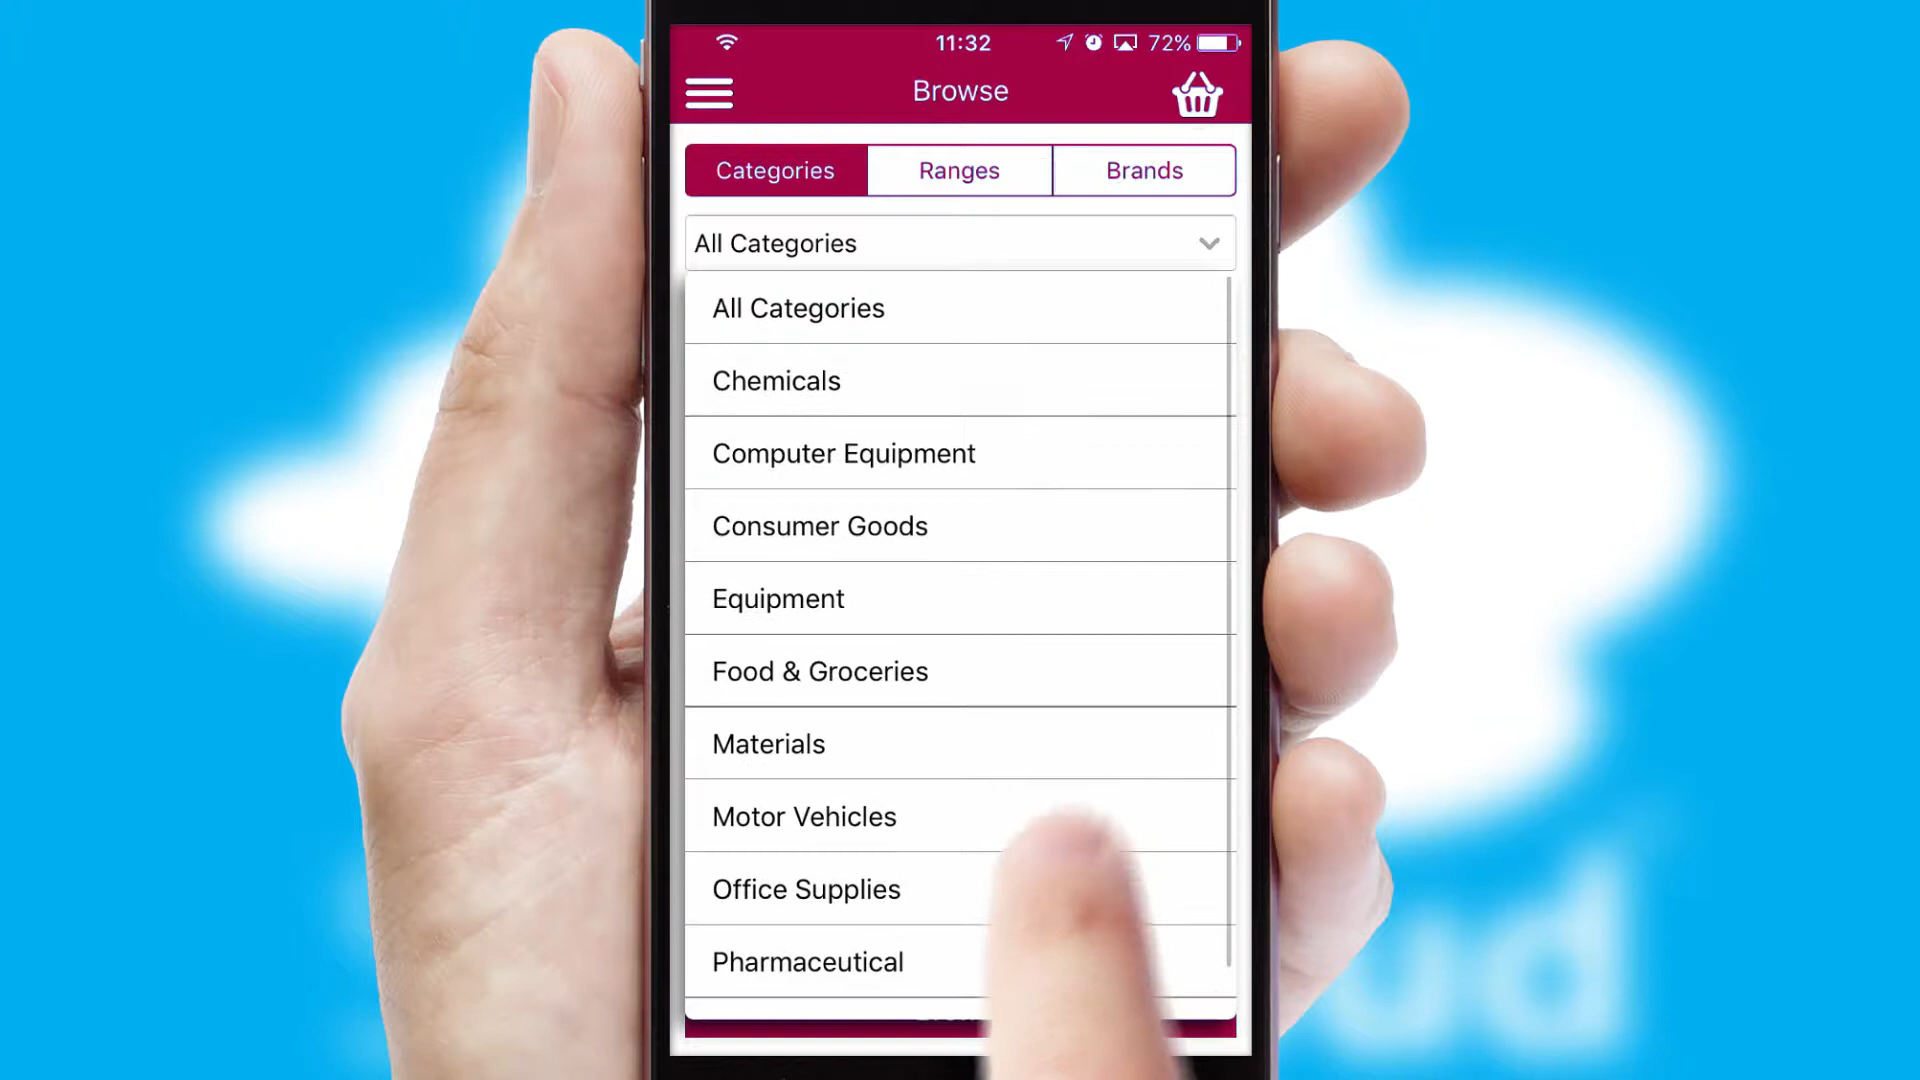 11:32
72%
Browse
Categories
Ranges
Brands
All Categories
All Categories
Chemicals
Computer Equipment
Consumer Goods
Equipment
Food & Groceries
Materials
Motor Vehicles
Office Supplies
Pharmaceutical